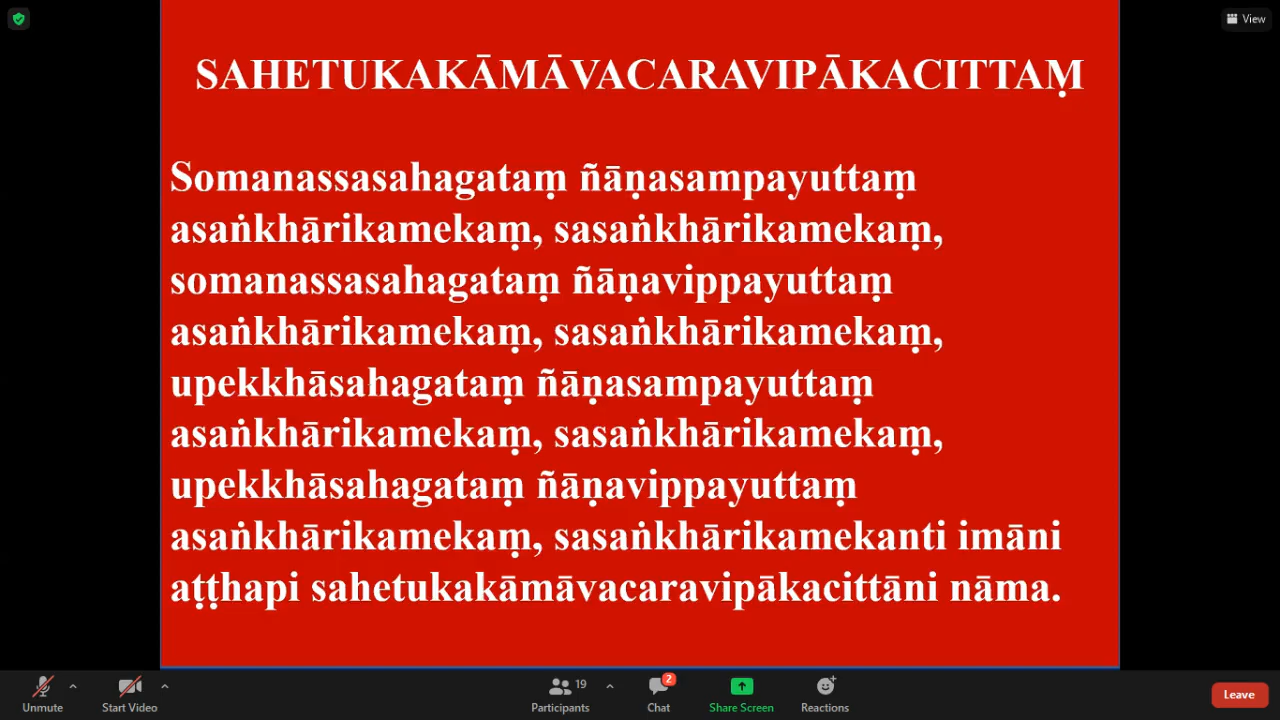 View
SAHETUKAKĀMĀVACARAVIPĀKACITTAṂ
Somanassasahagataṃ ñāṇasampayuttaṃ
asaṅkhārikamekaṃ, sasaṅkhārikamekaṃ,
somanassasahagataṃ ñāṇavippayuttaṃ
asaṅkhārikamekaṃ, sasaṅkhārikamekaṃ,
upekkhāsahagataṃ ñāṇasampayuttaṃ
asaṅkhārikamekaṃ, sasaṅkhārikamekaṃ,
upekkhāsahagataṃ ñāṇavippayuttaṃ
asaṅkhārikamekaṃ, sasaṅkhārikamekanti imāni
aṭṭhapi sahetukakāmāvacaravipākacittāni nāma.
19 2
Unmute Start Video Participants Chat Share Screen Reactions Leave